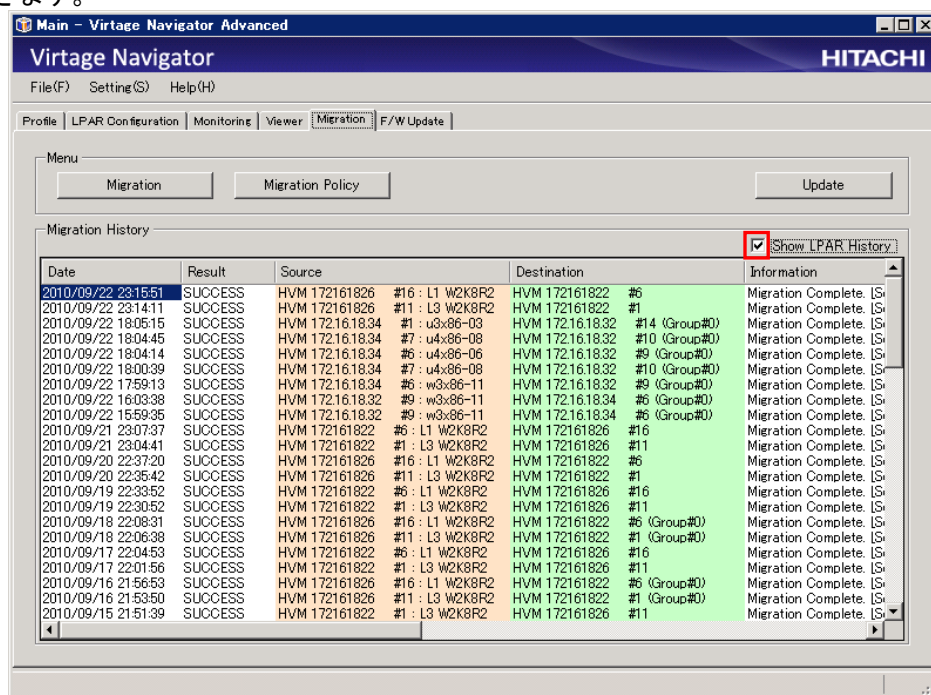 きます。
Main - Virtage Navigator Advanced
Virtage Navigator HITACHI
File(F) Setting(S) Help(H)
Profile LPAR Configuration Monitoring Viewer Migration F/W Update
Menu
Migration Migration Policy Update
Migration History
Show LPAR History
Date Result Source Destination Information
2010/09/22 23:15:51 SUCCESS HVM 172161826 #16 : L1 W2K8R2 HVM 172161822 #6 Migration Complete. [S
2010/09/22 23:14:11 SUCCESS HVM 172161826 #11 : L3 W2K8R2 HVM 172161822 #1 Migration Complete. [S
2010/09/22 18:05:15 SUCCESS HVM 172.16.18.34 #1 : u3x86-03 HVM 172.16.18.32 #14 (Group#0) Migration Complete. [S
2010/09/22 18:04:45 SUCCESS HVM 172.16.18.34 #7 : u4x86-08 HVM 172.16.18.32 #10 (Group#0) Migration Complete. [S
2010/09/22 18:04:14 SUCCESS HVM 172.16.18.34 #6 : u4x86-06 HVM 172.16.18.32 #9 (Group#0) Migration Complete. [S
2010/09/22 18:00:39 SUCCESS HVM 172.16.18.34 #7 : u4x86-08 HVM 172.16.18.32 #10 (Group#0) Migration Complete. [S
2010/09/22 17:59:13 SUCCESS HVM 172.16.18.34 #6 : w3x86-11 HVM 172.16.18.32 #9 (Group#0) Migration Complete. [S
2010/09/22 16:03:38 SUCCESS HVM 172.16.18.32 #9 : w3x86-11 HVM 172.16.18.34 #6 (Group#0) Migration Complete. [S
2010/09/22 15:59:35 SUCCESS HVM 172.16.18.32 #9 : w3x86-11 HVM 172.16.18.34 #6 (Group#0) Migration Complete. [S
2010/09/21 23:07:37 SUCCESS HVM 172161822 #6 : L1 W2K8R2 HVM 172161826 #16 Migration Complete. [S
2010/09/21 23:04:41 SUCCESS HVM 172161822 #1 : L3 W2K8R2 HVM 172161826 #11 Migration Complete. [S
2010/09/20 22:37:20 SUCCESS HVM 172161826 #16 : L1 W2K8R2 HVM 172161822 #6 Migration Complete. [S
2010/09/20 22:35:42 SUCCESS HVM 172161826 #11 : L3 W2K8R2 HVM 172161822 #1 Migration Complete. [S
2010/09/19 22:33:52 SUCCESS HVM 172161822 #6 : L1 W2K8R2 HVM 172161826 #16 Migration Complete. [S
2010/09/19 22:30:52 SUCCESS HVM 172161822 #1 : L3 W2K8R2 HVM 172161826 #11 Migration Complete. [S
2010/09/18 22:08:31 SUCCESS HVM 172161826 #16 : L1 W2K8R2 HVM 172161822 #6 (Group#0) Migration Complete. [S
2010/09/18 22:06:38 SUCCESS HVM 172161826 #11 : L3 W2K8R2 HVM 172161822 #1 (Group#0) Migration Complete. [S
2010/09/17 22:04:53 SUCCESS HVM 172161822 #6 : L1 W2K8R2 HVM 172161826 #16 Migration Complete. [S
2010/09/17 22:01:56 SUCCESS HVM 172161822 #1 : L3 W2K8R2 HVM 172161826 #11 Migration Complete. [S
2010/09/16 21:56:53 SUCCESS HVM 172161826 #16 : L1 W2K8R2 HVM 172161822 #6 (Group#0) Migration Complete. [S
2010/09/16 21:53:50 SUCCESS HVM 172161826 #11 : L3 W2K8R2 HVM 172161822 #1 (Group#0) Migration Complete. [S
2010/09/15 21:51:39 SUCCESS HVM 172161822 #1 : L3 W2K8R2 HVM 172161826 #11 Migration Complete. [S